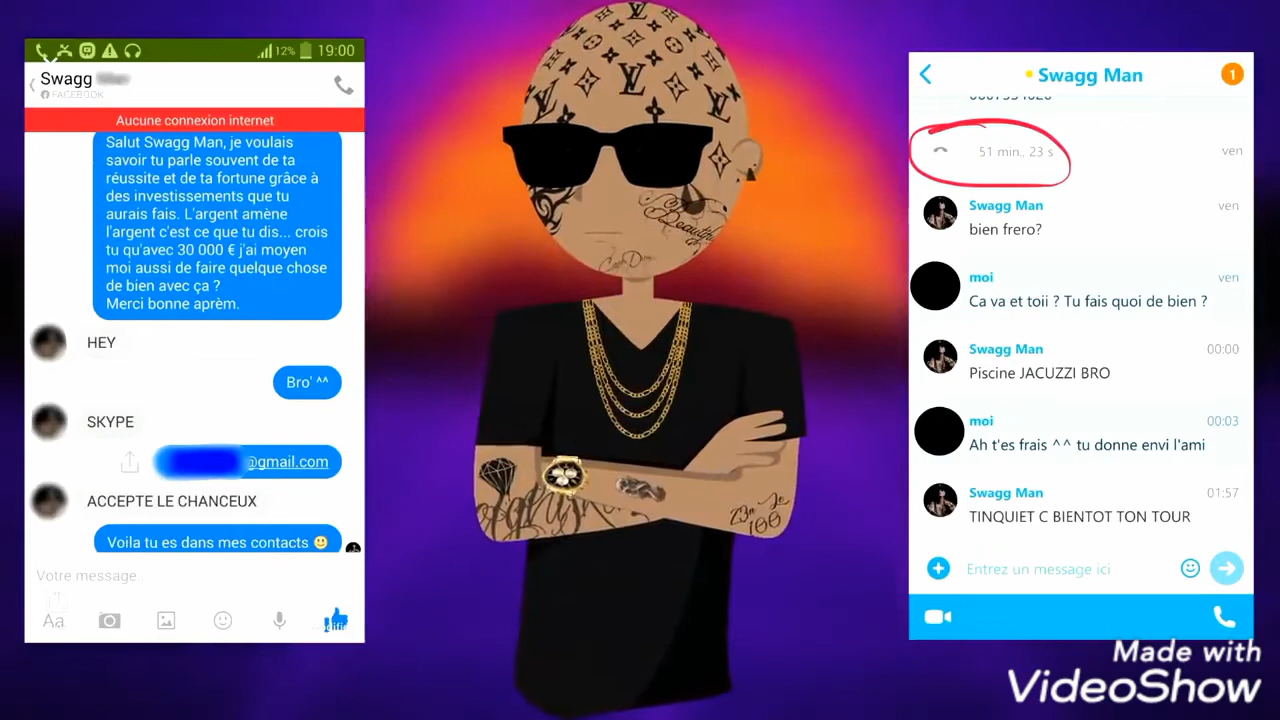 12% 19:00
Swagg
FACEBOOK
Aucune connexion internet
Salut Swagg Man, je voulais
savoir tu parle souvent de ta
réussite et de ta fortune grâce à
des investissements que tu
aurais fais. L'argent amène
l'argent c'est ce que tu dis... crois
tu qu'avec 30 000 € j'ai moyen
moi aussi de faire quelque chose
de bien avec ça ?
Merci bonne aprèm.
HEY
Bro' ^^
SKYPE
@gmail.com
ACCEPTE LE CHANCEUX
Voila tu es dans mes contacts
Votre message
Aa
LV
Beautiful
100
Swagg Man 1
51 min., 23 s ven
Swagg Man ven
bien frero?
moi ven
Ca va et toii ? Tu fais quoi de bien ?
Swagg Man 00:00
Piscine JACUZZI BRO
moi 00:03
Ah t'es frais ^^ tu donne envi l'ami
Swagg Man 01:57
TINQUIET C BIENTOT TON TOUR
Entrez un message ici
Made with
VideoShow